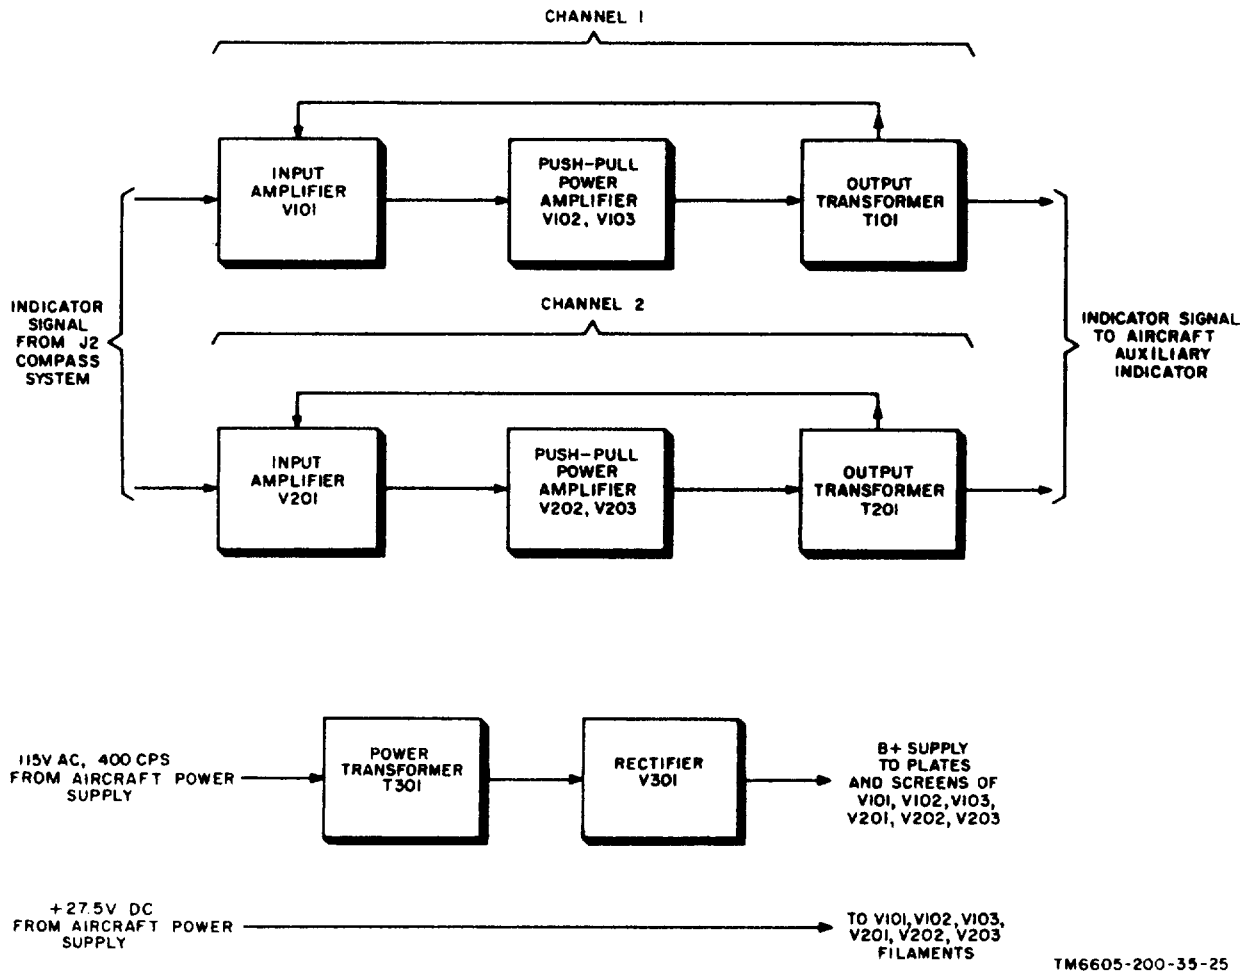 CHANNEL 1
INPUT
AMPLIFIER
V101
PUSH-PULL
POWER
AMPLIFIER
V102, V103
OUTPUT
TRANSFORMER
T101
INDICATOR
SIGNAL
FROM J2
COMPASS
SYSTEM
CHANNEL 2
INDICATOR SIGNAL
TO AIRCRAFT
AUXILIARY
INDICATOR
INPUT
AMPLIFIER
V201
PUSH-PULL
POWER
AMPLIFIER
V202, V203
OUTPUT
TRANSFORMER
T201
115V AC, 400 CPS
FROM AIRCRAFT POWER
SUPPLY
POWER
TRANSFORMER
T301
RECTIFIER
V301
B+ SUPPLY
TO PLATES
AND SCREENS OF
V101, V102, V103,
V201, V202, V203
+27.5V DC
FROM AIRCRAFT POWER
SUPPLY
TO V101, V102, V103,
V201, V202, V203
FILAMENTS
TM6605-200-35-25